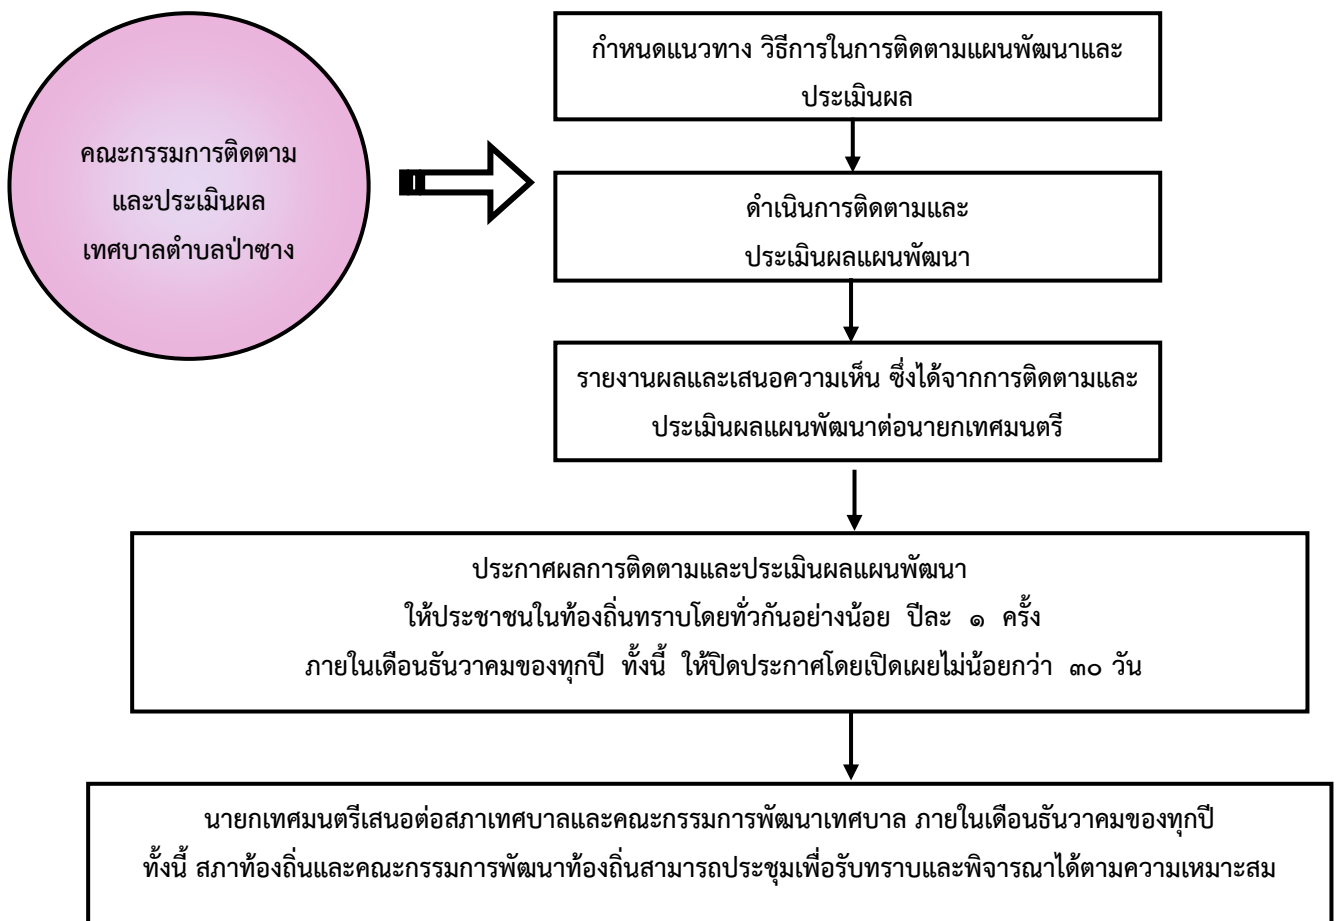 คณะกรรมการติดตาม
และประเมินผล
เทศบาลตำบลป่าซาง
กำหนดแนวทาง วิธีการในการติดตามแผนพัฒนาและ
ประเมินผล
ดำเนินการติดตามและ
ประเมินผลแผนพัฒนา
รายงานผลและเสนอความเห็น ซึ่งได้จากการติดตามและ
ประเมินผลแผนพัฒนาต่อนายกเทศมนตรี
ประกาศผลการติดตามและประเมินผลแผนพัฒนา
ให้ประชาชนในท้องถิ่นทราบโดยทั่วกันอย่างน้อย ปีละ ๑ ครั้ง
ภายในเดือนธันวาคมของทุกปี ทั้งนี้ ให้ปิดประกาศโดยเปิดเผยไม่น้อยกว่า ๓๐ วัน
นายกเทศมนตรีเสนอต่อสภาเทศบาลและคณะกรรมการพัฒนาเทศบาล ภายในเดือนธันวาคมของทุกปี
ทั้งนี้ สภาท้องถิ่นและคณะกรรมการพัฒนาท้องถิ่นสามารถประชุมเพื่อรับทราบและพิจารณาได้ตามความเหมาะสม